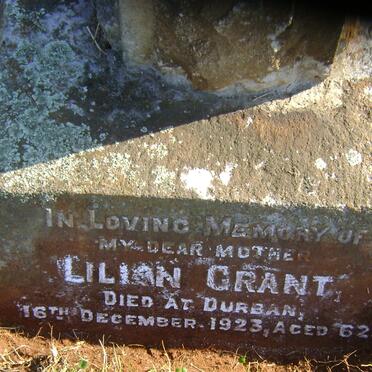 IN LOVING MEMORY OF
MY DEAR MOTHER
LILIAN GRANT,
DIED AT DURBAN,
16TH DECEMBER. 1923, AGED 62